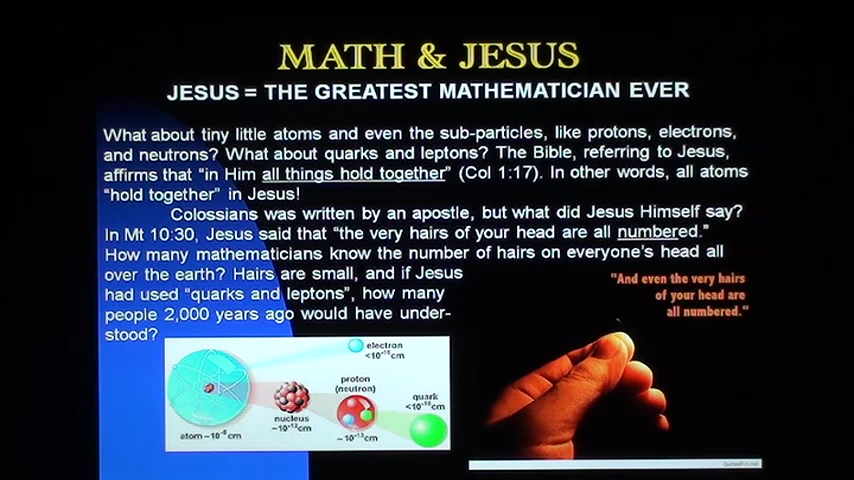 MATH & JESUS
JESUS = THE GREATEST MATHEMATICIAN EVER
What about tiny little atoms and even the sub-particles, like protons, electrons,
and neutrons? What about quarks and leptons? The Bible, referring to Jesus,
affirms that “in Him all things hold together” (Col 1:17). In other words, all atoms
“hold together” in Jesus!
Colossians was written by an apostle, but what did Jesus Himself say?
In Mt 10:30, Jesus said that “the very hairs of your head are all numbered.”
How many mathematicians know the number of hairs on everyone’s head all
over the earth? Hairs are small, and if Jesus
had used “quarks and leptons”, how many
people 2,000 years ago would have under-
stood?
"And even the very hairs
of your head are
all numbered."
electron
<10⁻¹⁶cm
proton
(neutron)
quark
<10⁻¹⁶cm
nucleus
~10⁻¹²cm
atom ~10⁻⁸cm
~10⁻¹³cm